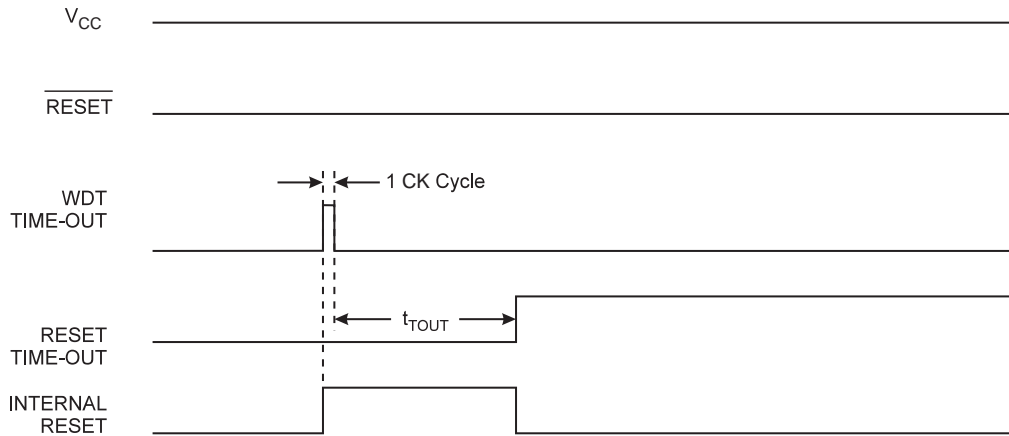 VCC
RESET
1 CK Cycle
WDT
TIME-OUT
tTOUT
RESET
TIME-OUT
INTERNAL
RESET